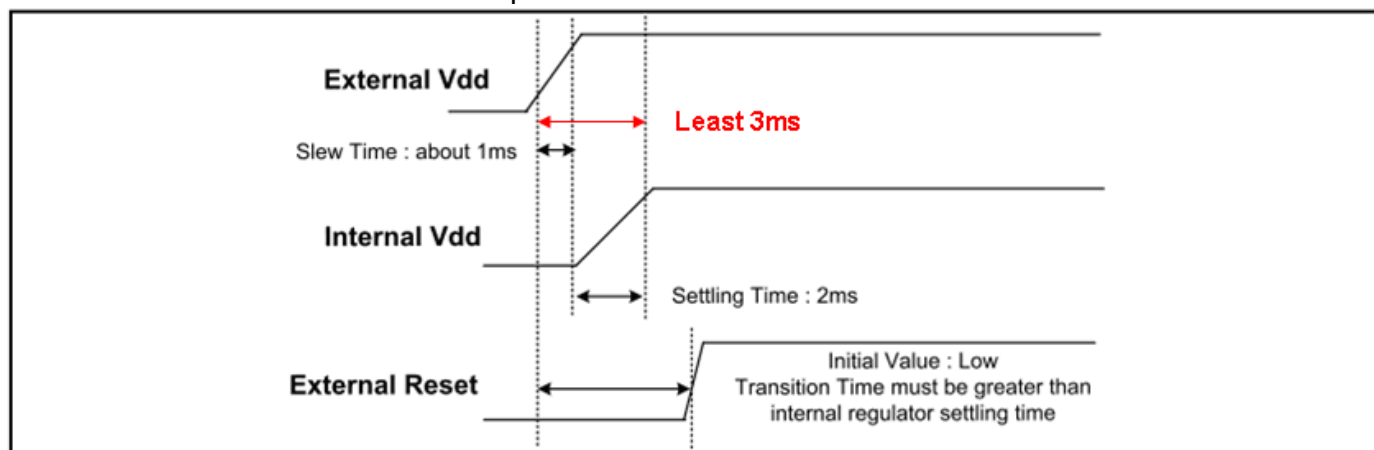 External Vdd
Least 3ms
Slew Time : about 1ms
Internal Vdd
Settling Time : 2ms
External Reset
Initial Value : Low
Transition Time must be greater than
internal regulator settling time